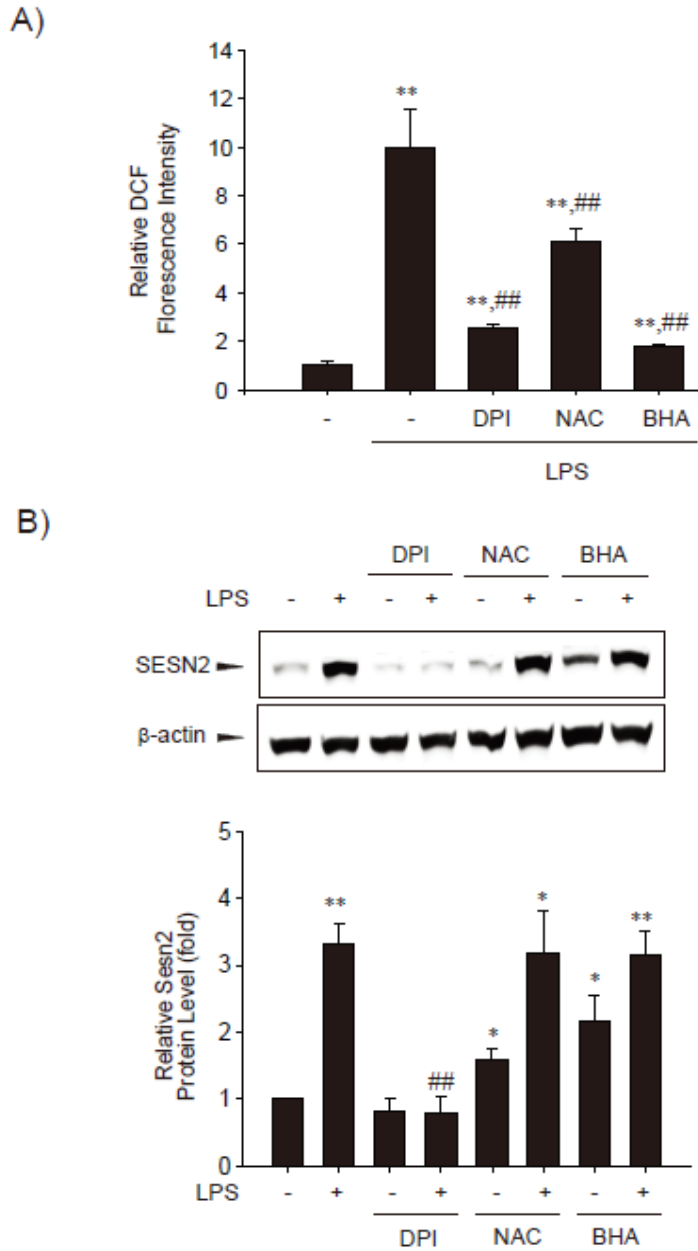 A)
Relative DCF
Florescence Intensity
14
12
10
8
6
4
2
0
**
**,##
**,##
**,##
- - DPI NAC BHA
LPS
B)
DPI NAC BHA
LPS - + - + - + - +
SESN2
β-actin
Relative Sesn2
Protein Level (fold)
5
4
3
2
1
0
**
##
*
*
*
**
LPS - + - + - + - +
DPI NAC BHA